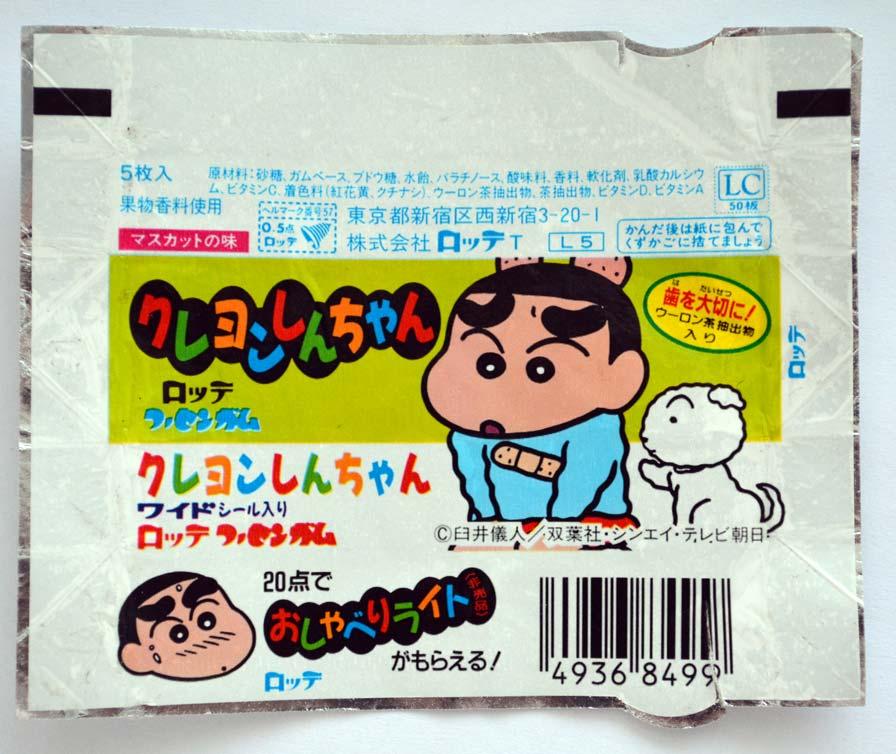 5枚入
果物香料使用
マスカットの味
原材料:砂糖、ガムベース、ブドウ糖、水飴、パラチノース、酸味料、香料、軟化剤、乳酸カルシウ
ム、ビタミンC、着色料(紅花黄、クチナシ)、ウーロン茶抽出物、茶抽出物、ビタミンD、ビタミンA
LC
50板
ベルマーク番号57
0.5点
ロッテ
東京都新宿区西新宿3-20-1
株式会社 ロッテ T
L5
かんだ後は紙に包んで
くずかごに捨てましょう
クレヨンしんちゃん
ロッテ
フーセンガム
は たいせつ
歯を大切に!
ウーロン茶抽出物
入り
ロッテ
クレヨンしんちゃん
ワイドシール入り
ロッテ フーセンガム
©臼井儀人/双葉社・シンエイ・テレビ朝日
20点で
おしゃべりライト
(非売品)
がもらえる!
ロッテ
4936 8499